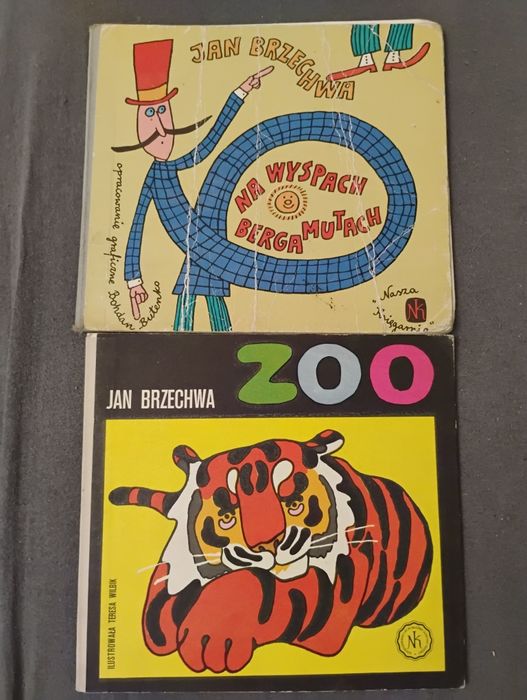 JAN BRZECHWA
NA WYSPACH
BERGAMUTACH
opracowanie graficzne Bohdan Butenko
"Nasza
Księgarnia"
NK
ZOO
JAN BRZECHWA
ILUSTROWAŁA TERESA WILBIK
NK